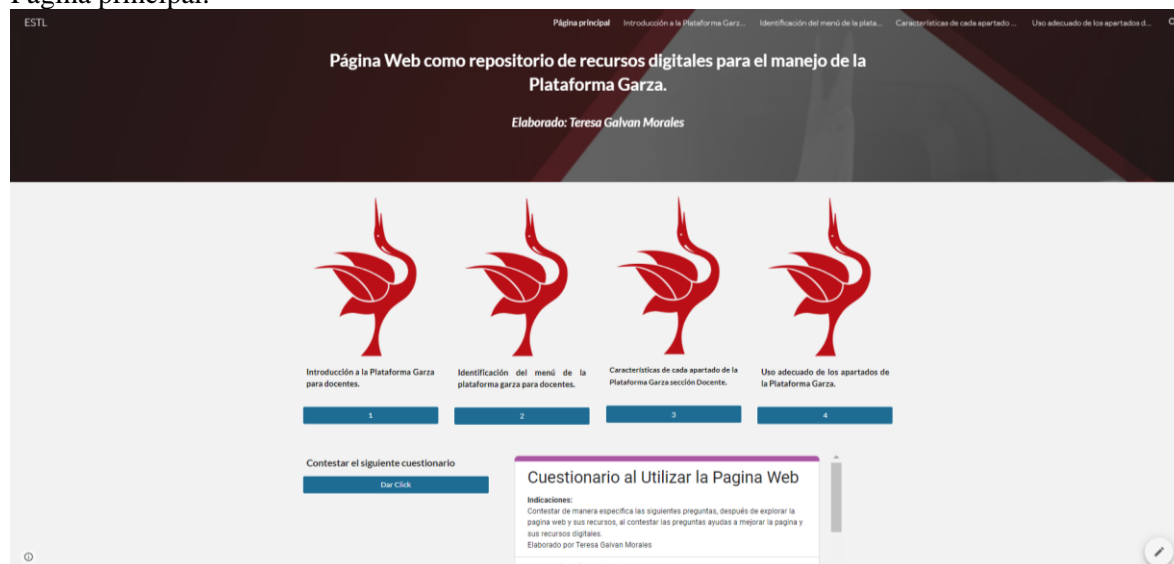 Página principal.
ESTL
Página principal
Introducción a la Plataforma Garz...
Identificación del menú de la plata...
Características de cada apartado ...
Uso adecuado de los apartados d...
Página Web como repositorio de recursos digitales para el manejo de la
Plataforma Garza.
Elaborado: Teresa Galvan Morales
Introducción a la Plataforma Garza
para docentes.
1
Identificación del menú de la
plataforma garza para docentes.
2
Características de cada apartado de la
Plataforma Garza sección Docente.
3
Uso adecuado de los apartados de
la Plataforma Garza.
4
Contestar el siguiente cuestionario
Dar Click
Cuestionario al Utilizar la Pagina Web
Indicaciones:
Contestar de manera especifica las siguientes preguntas, después de explorar la
pagina web y sus recursos, al contestar las preguntas ayudas a mejorar la pagina y
sus recursos digitales.
Elaborado por Teresa Galvan Morales